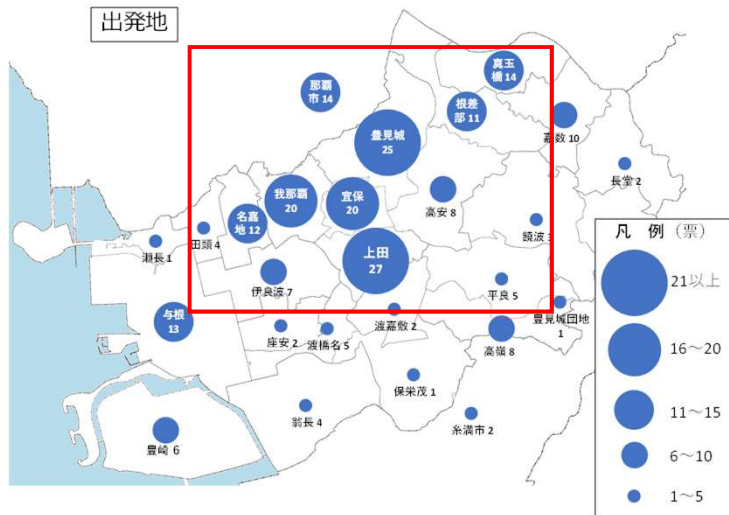 出発地
真玉
橋 14
那覇
市 14
根差
部 11
嘉数 10
豊見城
25
長堂 2
我那覇
20
宜保
20
高安 8
名嘉
地 12
田頭 4
饒波
瀬長 1
上田
27
伊良波 7
平良 5
与根
13
座安 2
渡橋名 5
渡嘉敷 2
高嶺 8
豊見城団地
1
保栄茂 1
翁長 4
糸満市 2
豊崎 6
凡 例 (票)
21以上
16～20
11～15
6～10
1～5